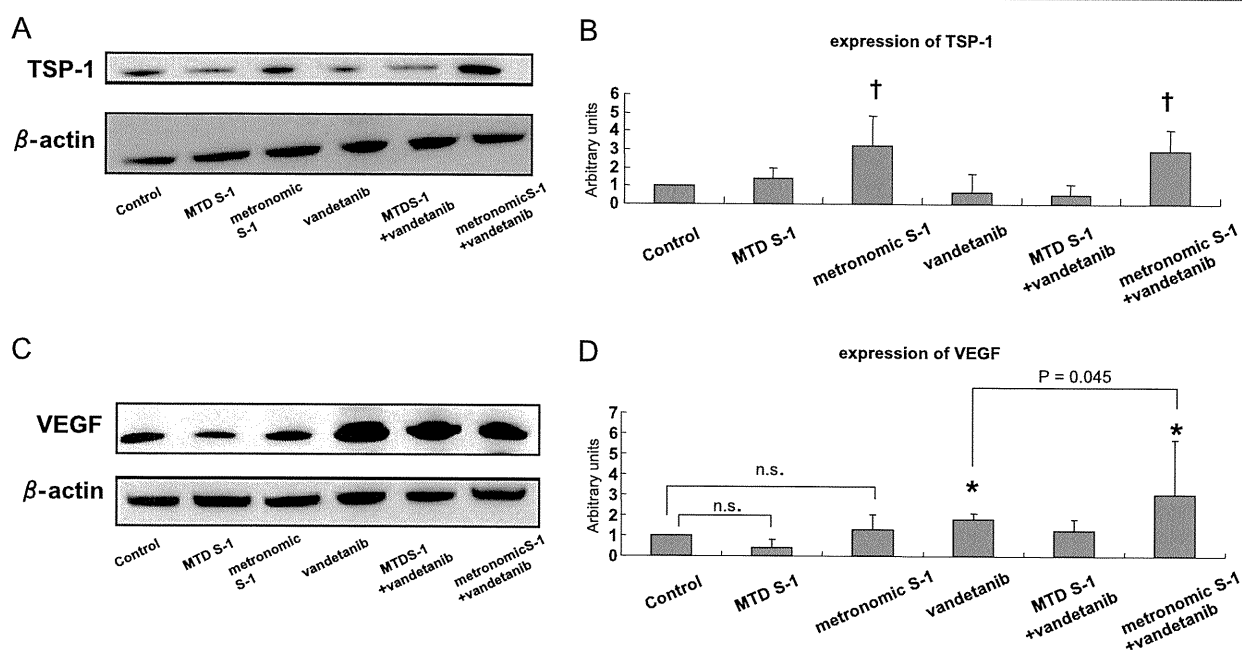 A
TSP-1
β-actin
Control
MTD S-1
metronomic
S-1
vandetanib
MTDS-1
+vandetanib
metronomicS-1
+vandetanib
B
expression of TSP-1
Arbitrary units
6
5
4
3
2
1
0
†
†
Control
MTD S-1
metronomic S-1
vandetanib
MTD S-1
+vandetanib
metronomic S-1
+vandetanib
C
VEGF
β-actin
Control
MTD S-1
metronomic
S-1
vandetanib
MTDS-1
+vandetanib
metronomicS-1
+vandetanib
D
expression of VEGF
P = 0.045
Arbitrary units
7
6
5
4
3
2
1
0
n.s.
n.s.
*
*
Control
MTD S-1
metronomic S-1
vandetanib
MTD S-1
+vandetanib
metronomic S-1
+vandetanib